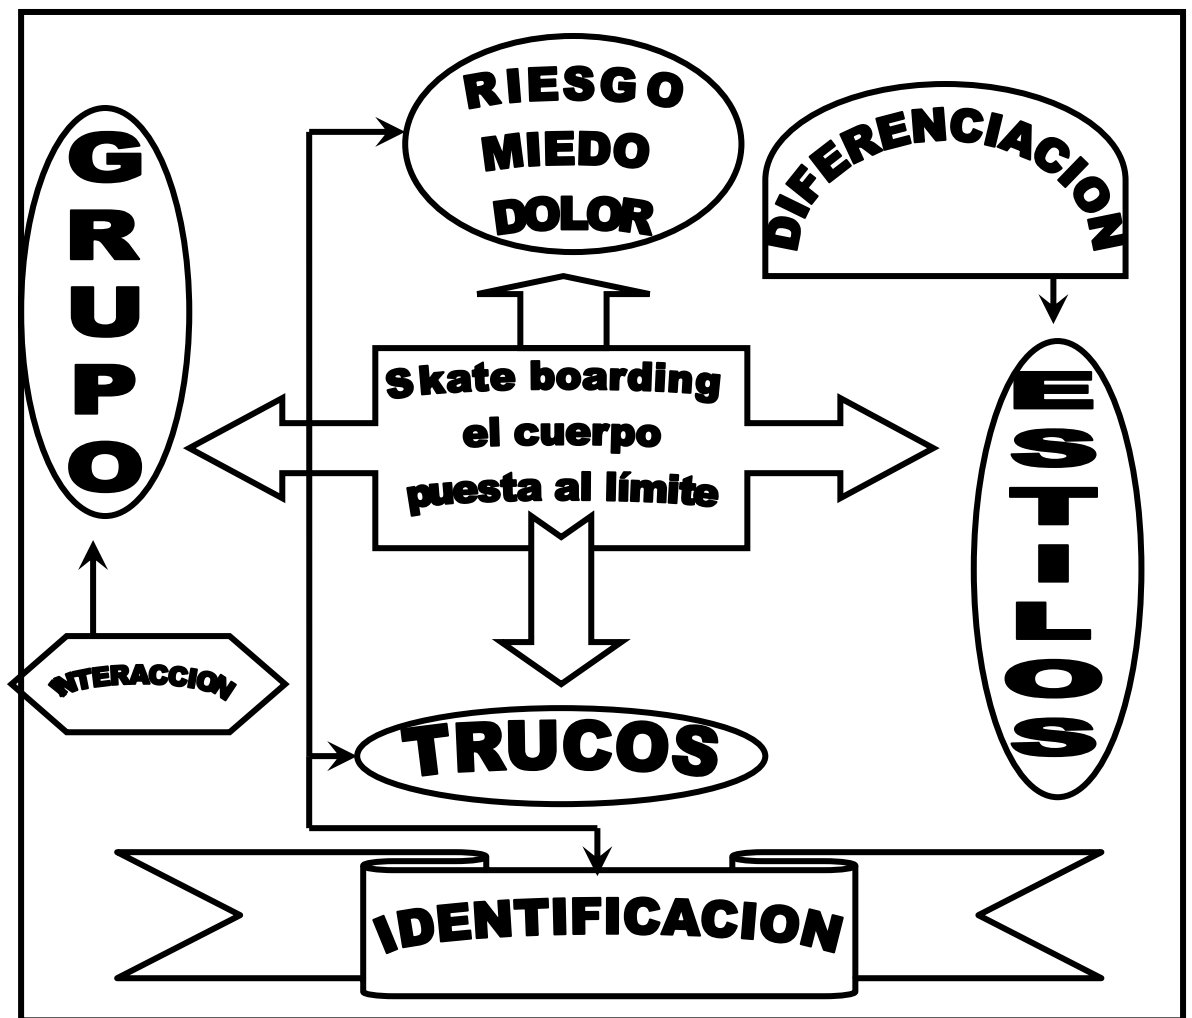 RIESGO
MIEDO
DOLOR
DIFERENCIACION
GRUPO
Skate boarding
el cuerpo
puesta al límite
ESTILOS
INTERACCION
TRUCOS
IDENTIFICACION